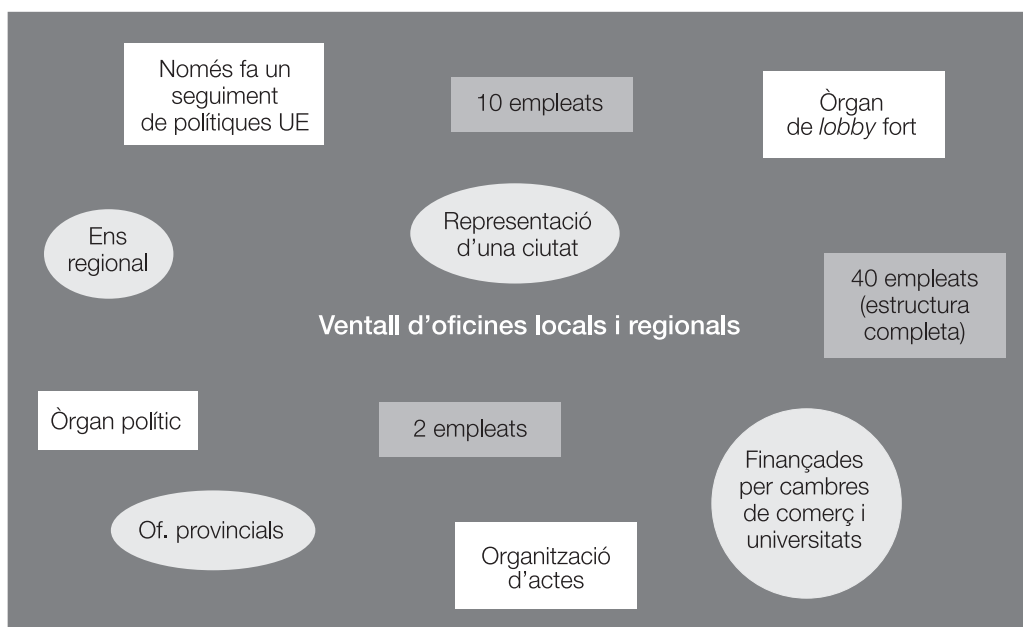 Només fa un
seguiment
de polítiques UE
10 empleats
Òrgan
de lobby fort
Ens
regional
Representació
d’una ciutat
40 empleats
(estructura
completa)
Ventall d’oficines locals i regionals
Òrgan polític
2 empleats
Finançades
per cambres
de comerç i
universitats
Of. provincials
Organització
d’actes